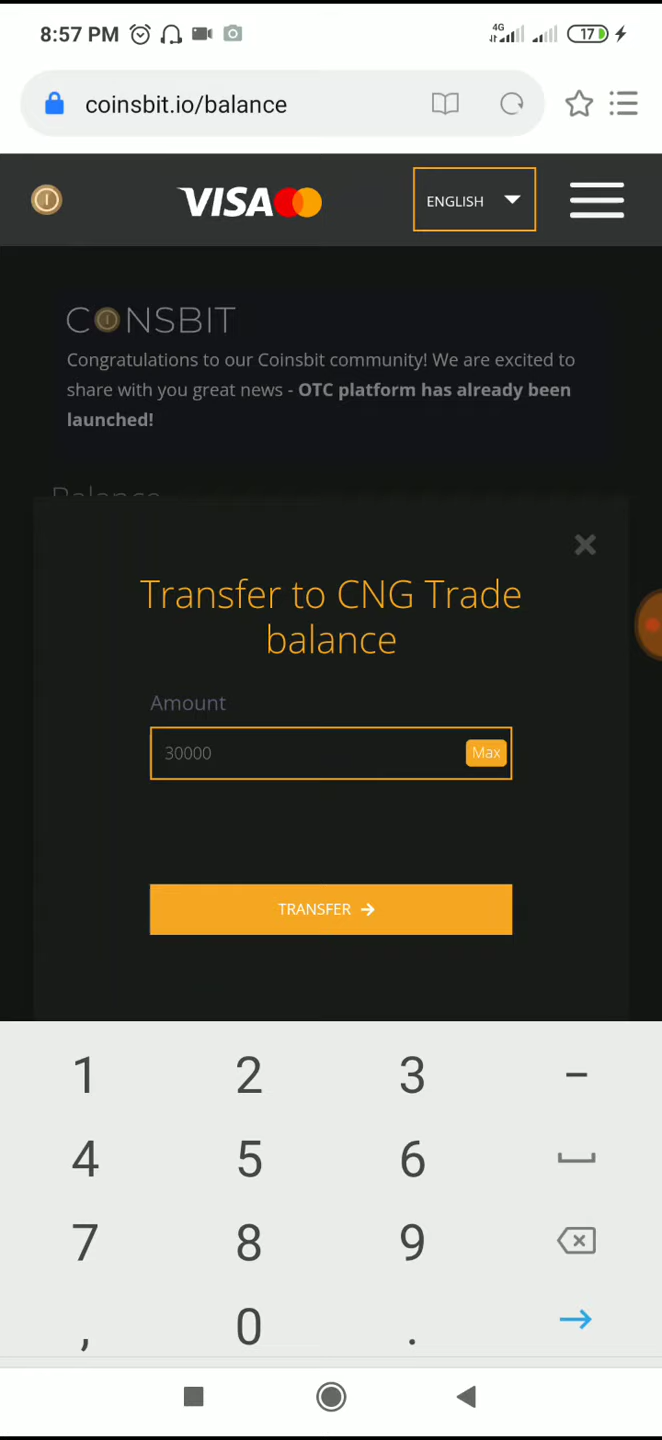 8:57 PM 4G 17
coinsbit.io/balance
VISA ENGLISH
COINSBIT
Congratulations to our Coinsbit community! We are excited to
share with you great news - OTC platform has already been
launched!
Balance
Transfer to CNG Trade
balance
Amount
30000 Max
TRANSFER →
1 2 3 -
4 5 6
7 8 9
, 0 .